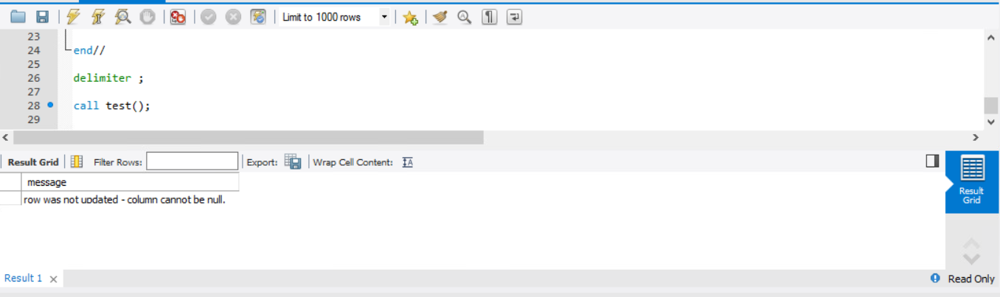 Limit to 1000 rows
23
24 end//
25
26 delimiter ;
27
28 call test();
29
Result Grid Filter Rows: Export: Wrap Cell Content: IA
message
row was not updated - column cannot be null.
Result
Grid
Result 1 × Read Only